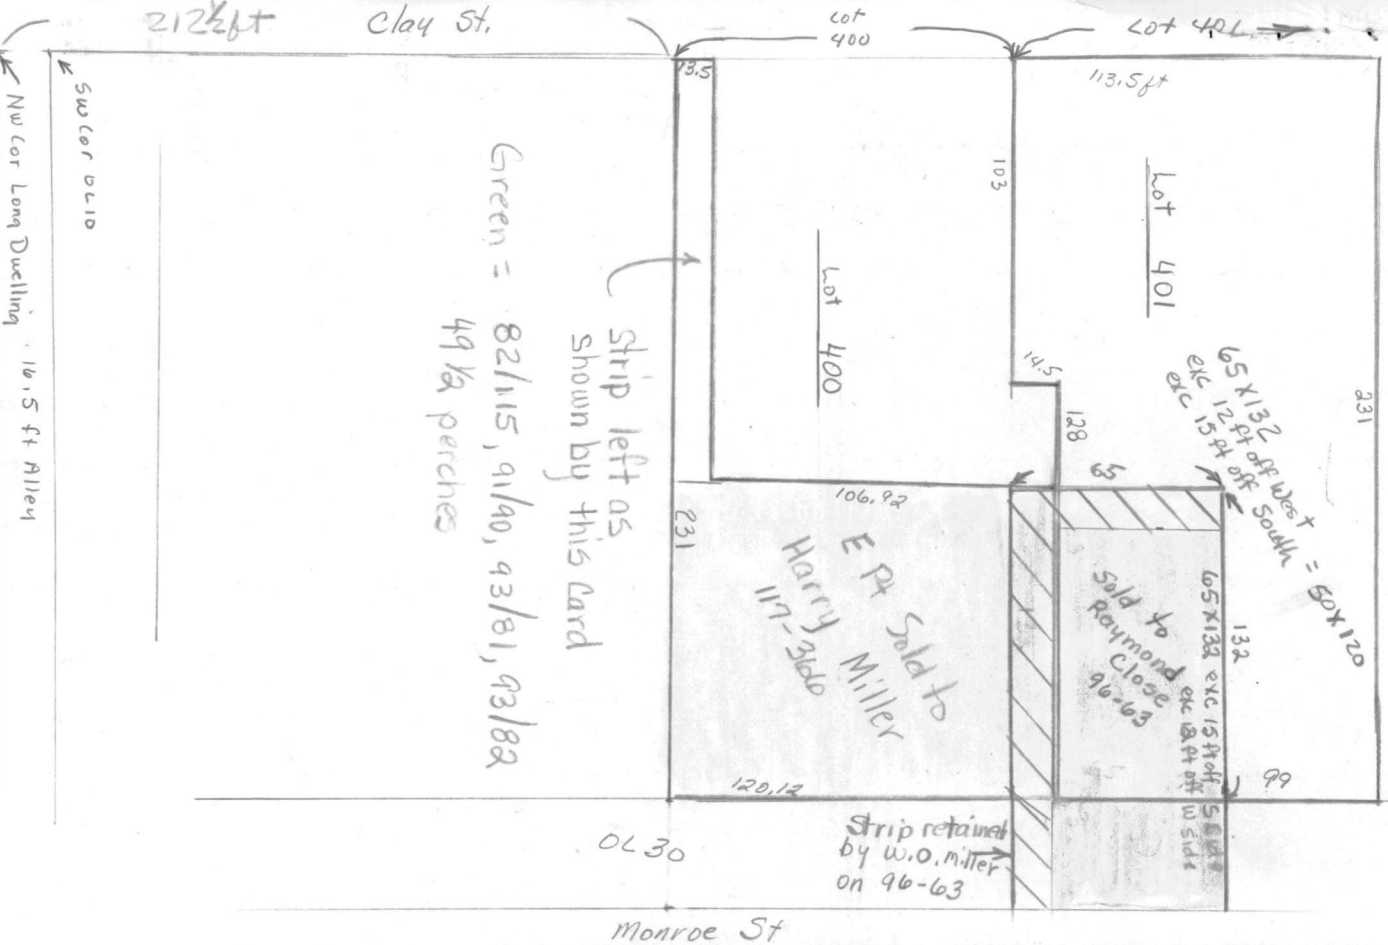 212½ft
Clay St.
Lot
400
Lot 401
13.5
113.5ft
SW Cor OL10
NW Cor Long Dwelling, 16.5 ft Alley
103
Lot 401
Lot 400
Green = 82/115, 91/90, 93/81, 93/82
49 1/2 perches
Strip left as
shown by this card
14.5
128
231
65X132
exc 12 ft off West
exc 15 ft off South = 50X120
65
106.92
231
E Pt Sold to
Harry Miller
117-366
Sold to
Raymond
Close
96-63
65X132 exc 15 ft off S side
exc 12 ft off W side
132
99
120.12
OL30
Strip retained
by W.O. Miller
on 96-63
Monroe St